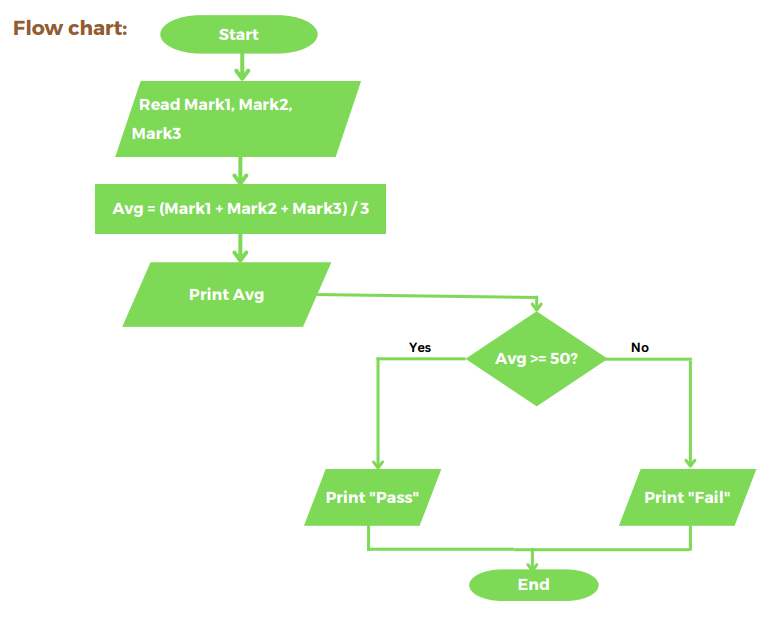 Flow chart:
Start
Read Mark1, Mark2,
Mark3
Avg = (Mark1 + Mark2 + Mark3) / 3
Print Avg
Avg >= 50?
Yes
No
Print "Pass"
Print "Fail"
End